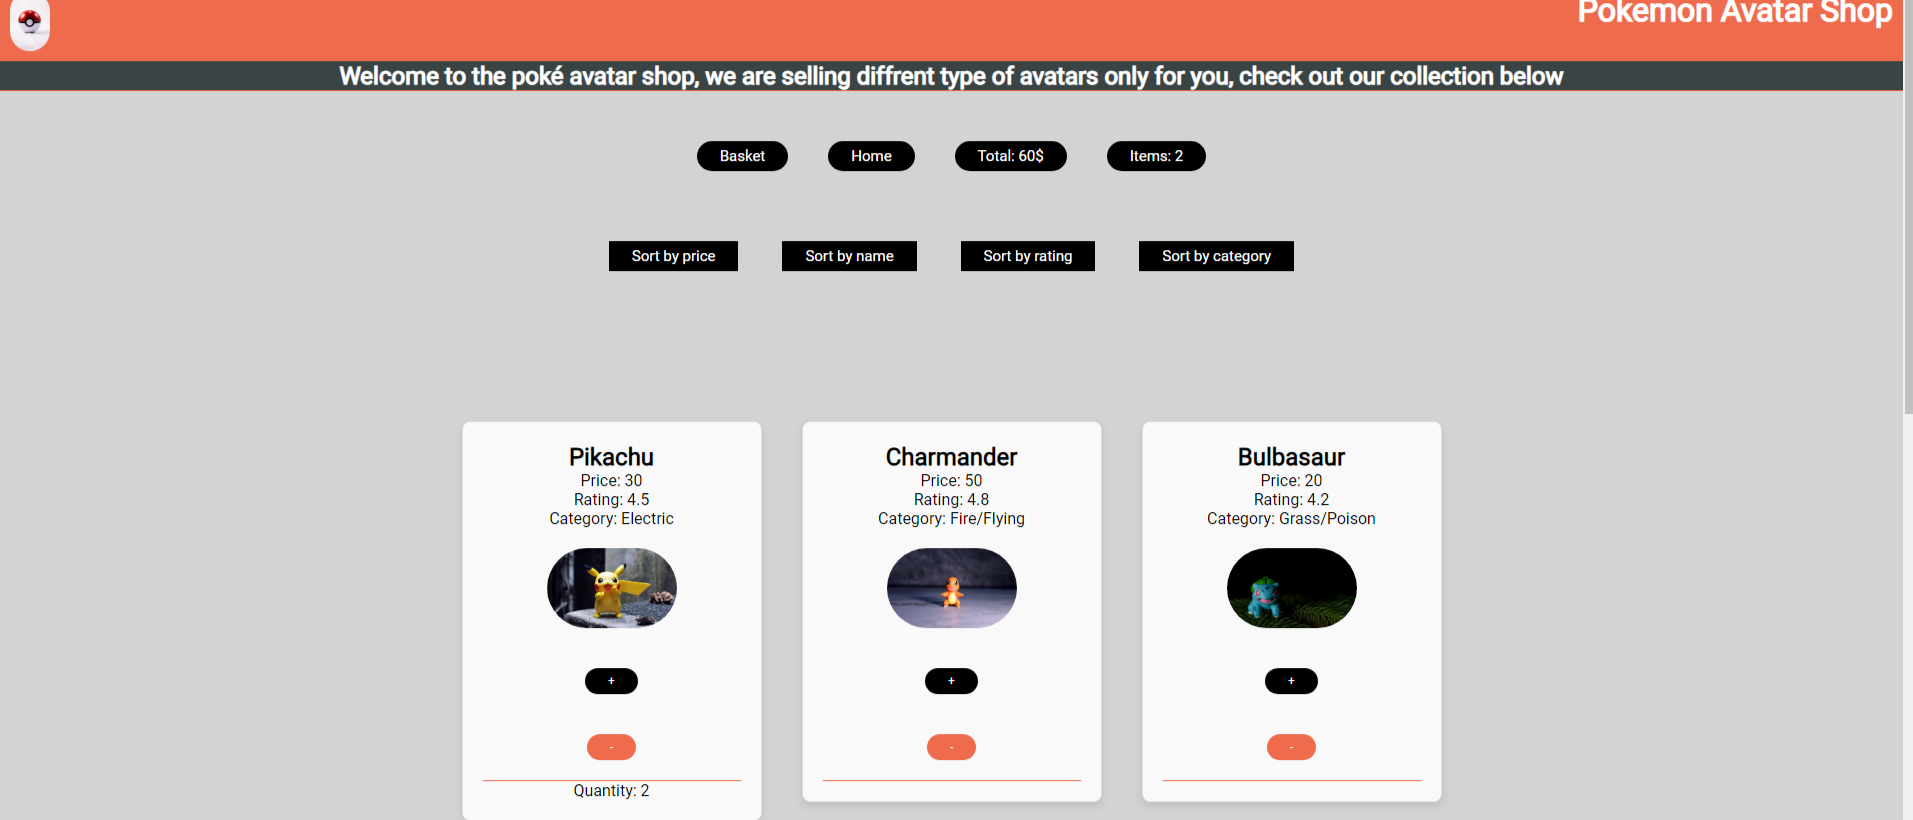 Pokemon Avatar Shop
Welcome to the poké avatar shop, we are selling diffrent type of avatars only for you, check out our collection below
Basket
Home
Total: 60$
Items: 2
Sort by price
Sort by name
Sort by rating
Sort by category
Pikachu
Price: 30
Rating: 4.5
Category: Electric
+
-
Quantity: 2
Charmander
Price: 50
Rating: 4.8
Category: Fire/Flying
+
-
Bulbasaur
Price: 20
Rating: 4.2
Category: Grass/Poison
+
-